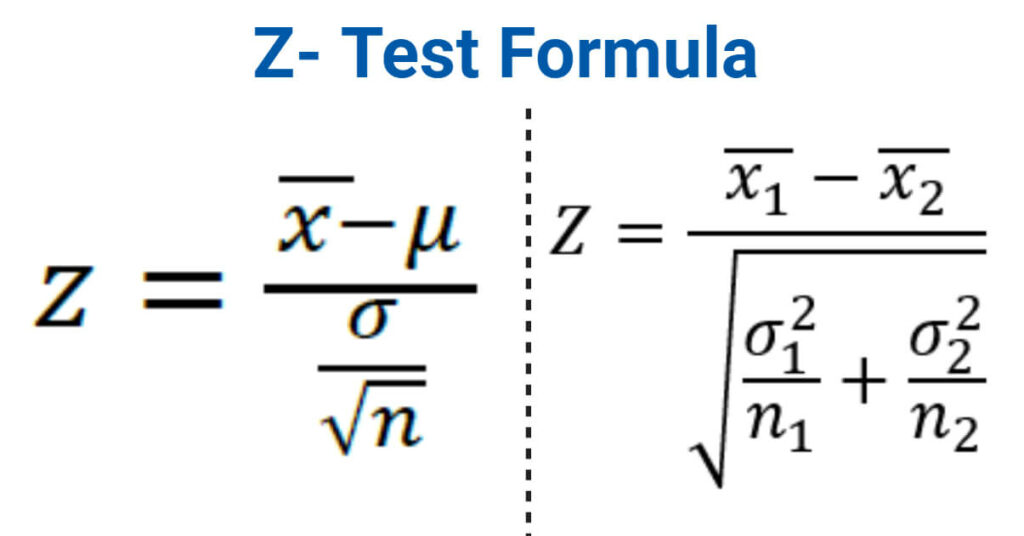 Z- Test Formula
z = (x̅ − μ) / (σ / √n)
Z = (x̅₁ − x̅₂) / √(σ₁² / n₁ + σ₂² / n₂)